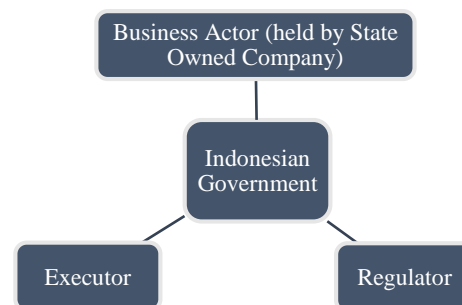 Business Actor (held by State
Owned Company)
Indonesian
Government
Executor
Regulator